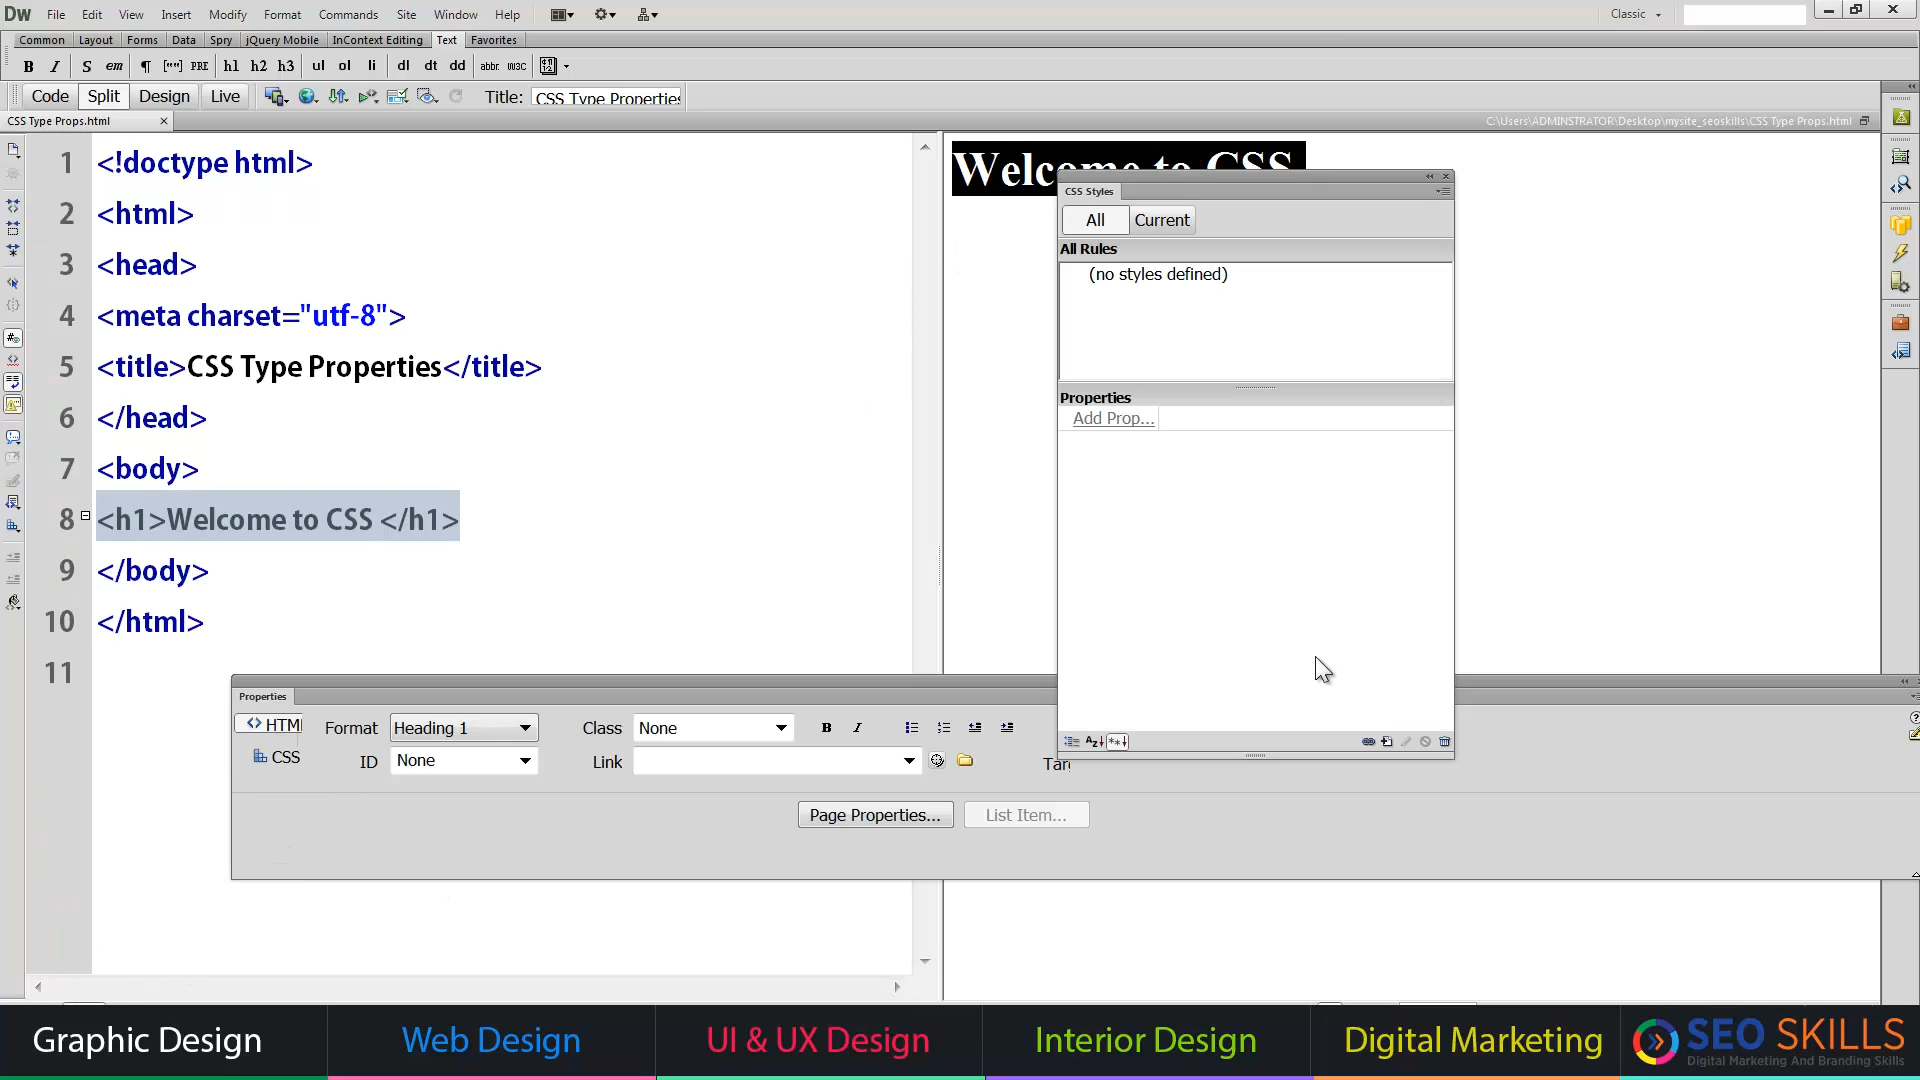 Dw File Edit View Insert Modify Format Commands Site Window Help Classic
Common Layout Forms Data Spry jQuery Mobile InContext Editing Text Favorites
B I S em ¶ [""] PRE h1 h2 h3 ul ol li dl dt dd abbr. W3C
Code Split Design Live Title: CSS Type Properties
CSS Type Props.html C:\Users\ADMINSTRATOR\Desktop\mysite_seoskills\CSS Type Props.html
1 <!doctype html>
2 <html>
3 <head>
4 <meta charset="utf-8">
5 <title>CSS Type Properties</title>
6 </head>
7 <body>
8 <h1>Welcome to CSS </h1>
9 </body>
10 </html>
11
Welcome to CSS
CSS Styles
All Current
All Rules
(no styles defined)
Properties
Add Prop...
Properties
HTML Format Heading 1 Class None B I
CSS ID None Link
Page Properties... List Item...
Graphic Design Web Design UI & UX Design Interior Design Digital Marketing SEO SKILLS
Digital Marketing And Branding Skills